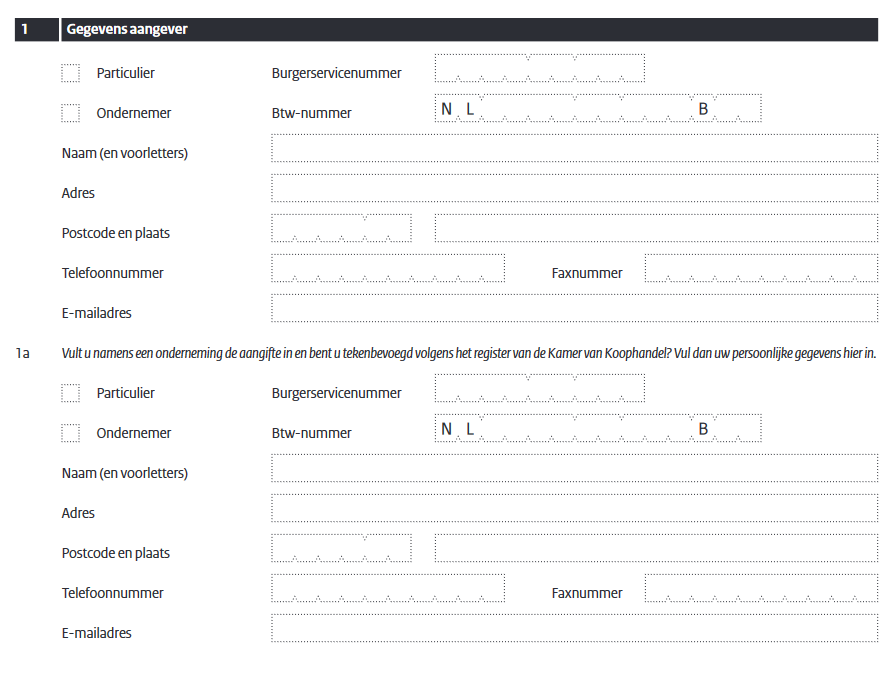 1 Gegevens aangever
Particulier Burgerservicenummer
Ondernemer Btw-nummer N L B
Naam (en voorletters)
Adres
Postcode en plaats
Telefoonnummer Faxnummer
E-mailadres
1a Vult u namens een onderneming de aangifte in en bent u tekenbevoegd volgens het register van de Kamer van Koophandel? Vul dan uw persoonlijke gegevens hier in.
Particulier Burgerservicenummer
Ondernemer Btw-nummer N L B
Naam (en voorletters)
Adres
Postcode en plaats
Telefoonnummer Faxnummer
E-mailadres